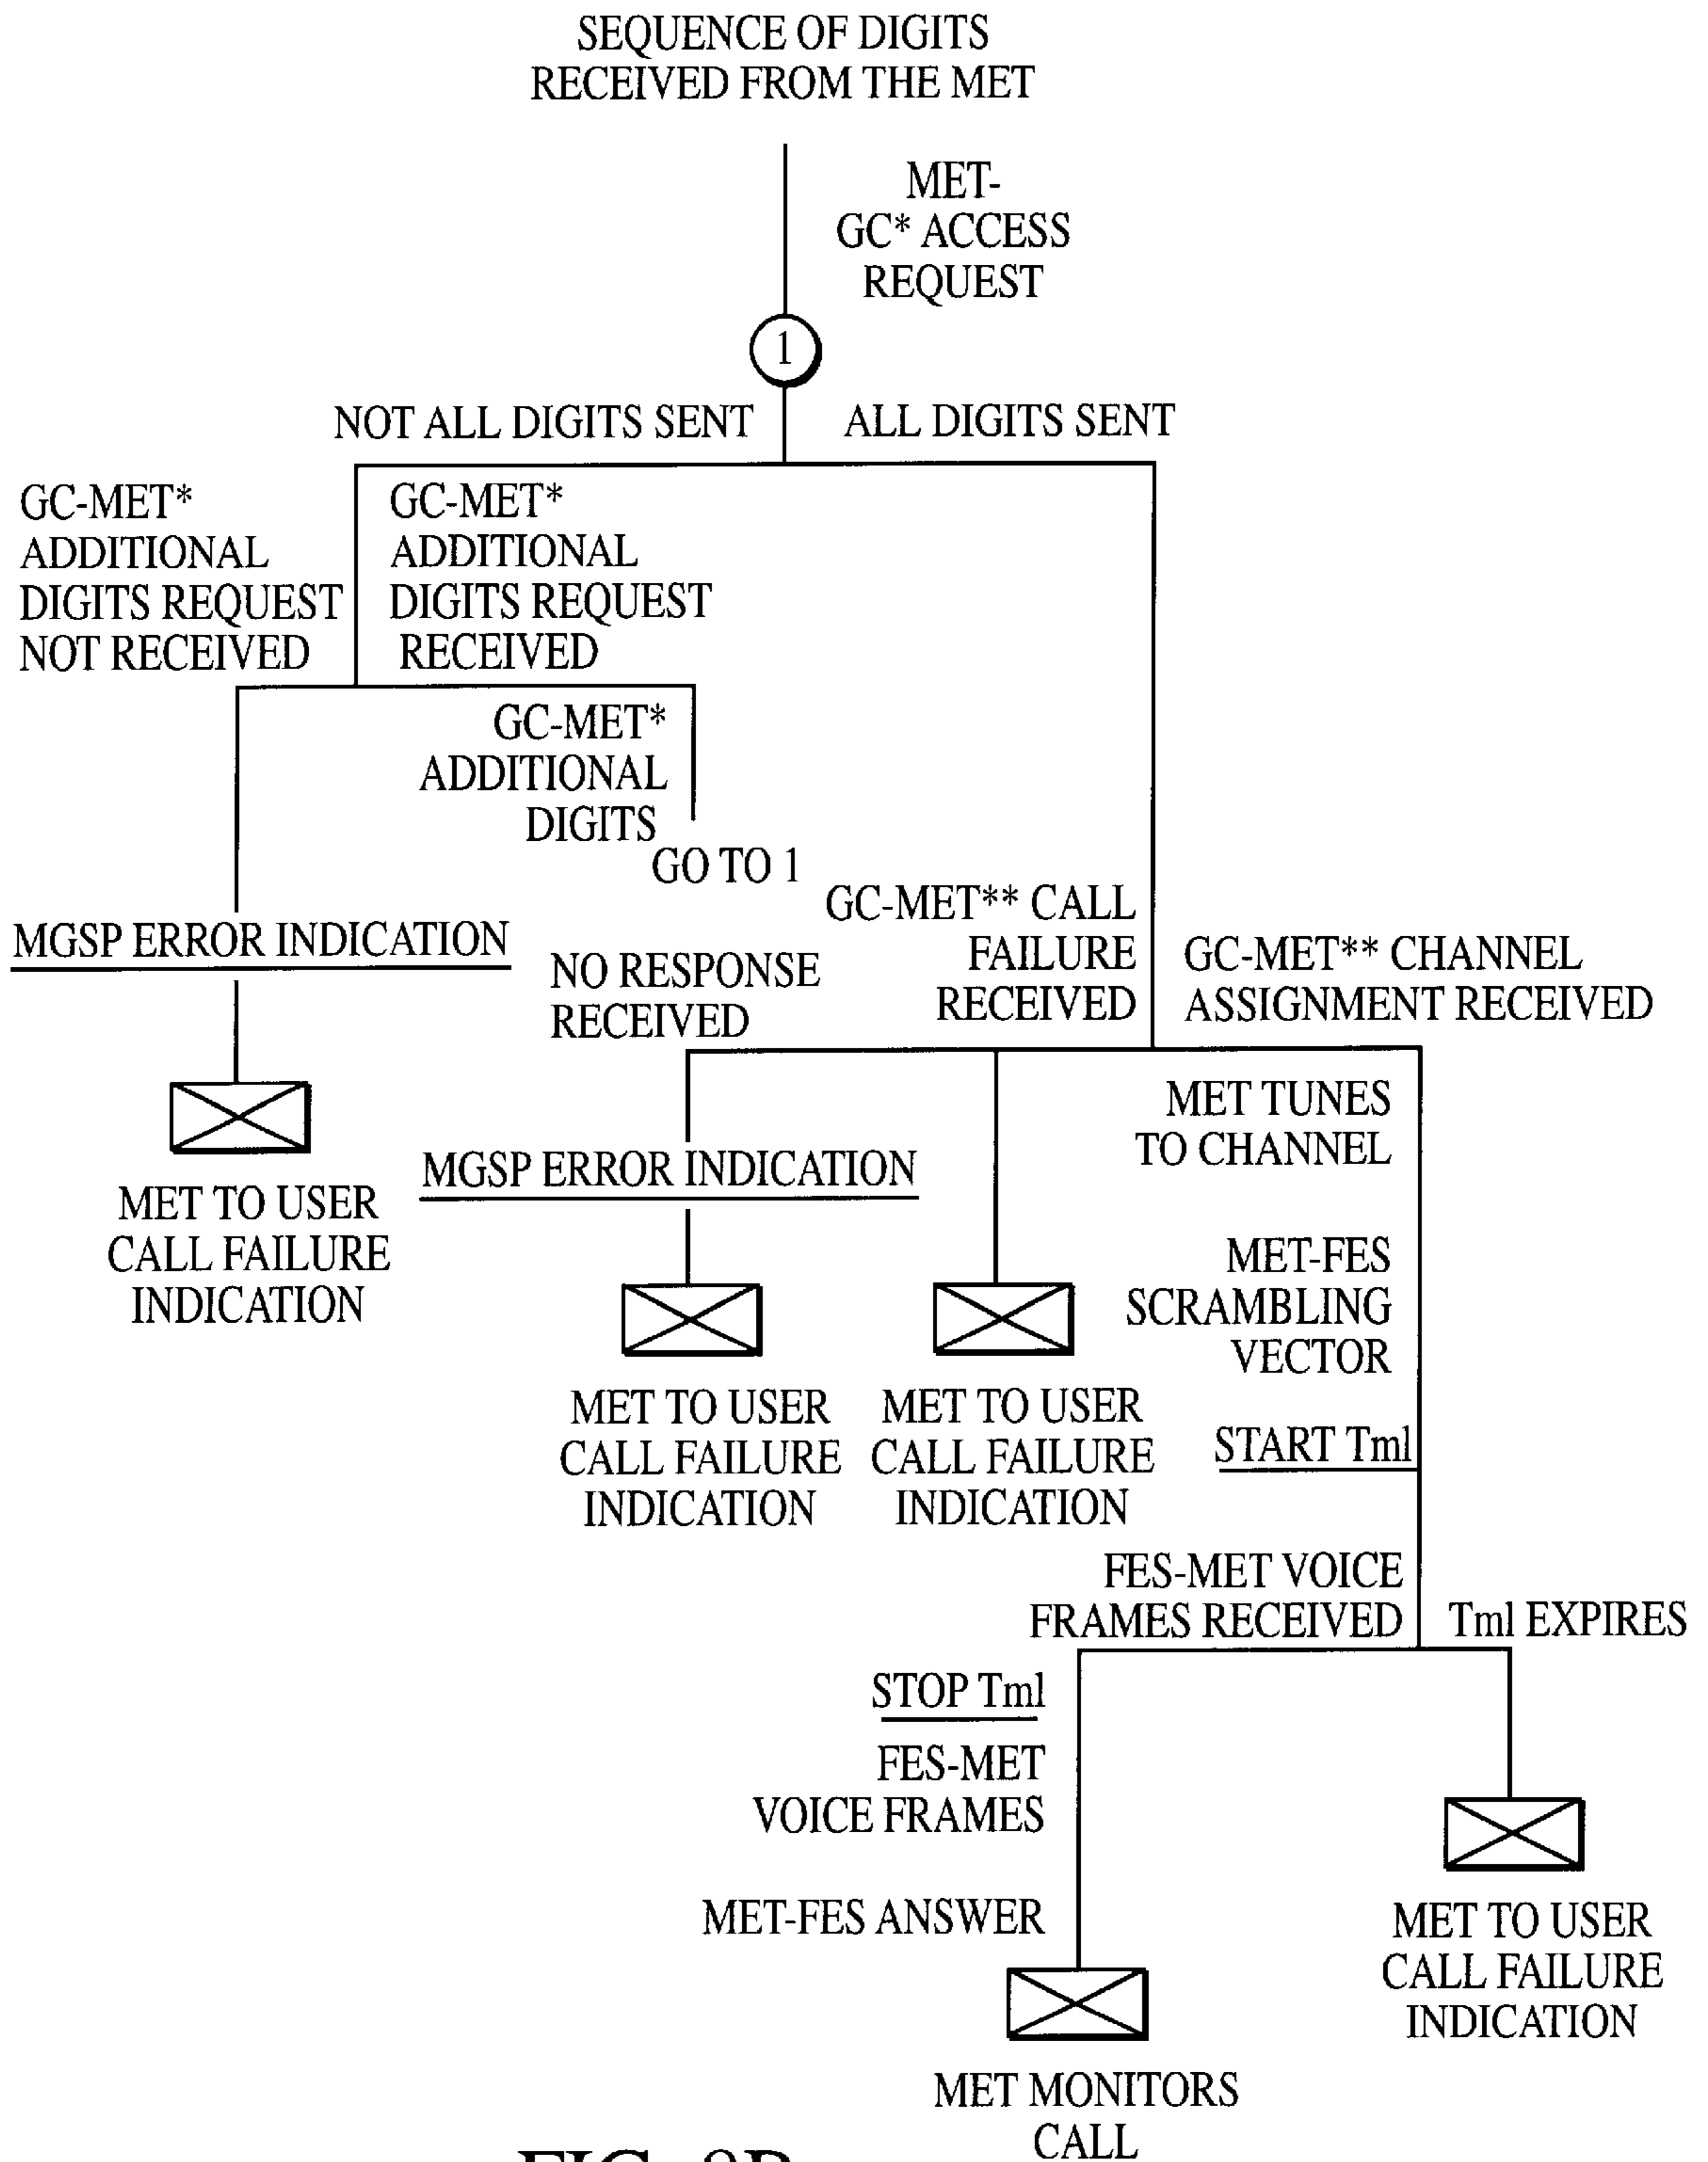 SEQUENCE OF DIGITS
RECEIVED FROM THE MET
MET-
GC* ACCESS
REQUEST
1
NOT ALL DIGITS SENT
ALL DIGITS SENT
GC-MET*
ADDITIONAL
DIGITS REQUEST
NOT RECEIVED
GC-MET*
ADDITIONAL
DIGITS REQUEST
RECEIVED
GC-MET*
ADDITIONAL
DIGITS
GO TO 1
MGSP ERROR INDICATION
MET TO USER
CALL FAILURE
INDICATION
NO RESPONSE
RECEIVED
GC-MET** CALL
FAILURE
RECEIVED
GC-MET** CHANNEL
ASSIGNMENT RECEIVED
MGSP ERROR INDICATION
MET TO USER
CALL FAILURE
INDICATION
MET TO USER
CALL FAILURE
INDICATION
MET TUNES
TO CHANNEL
MET-FES
SCRAMBLING
VECTOR
START Tml
FES-MET VOICE
FRAMES RECEIVED
Tml EXPIRES
STOP Tml
FES-MET
VOICE FRAMES
MET-FES ANSWER
MET MONITORS
CALL
MET TO USER
CALL FAILURE
INDICATION